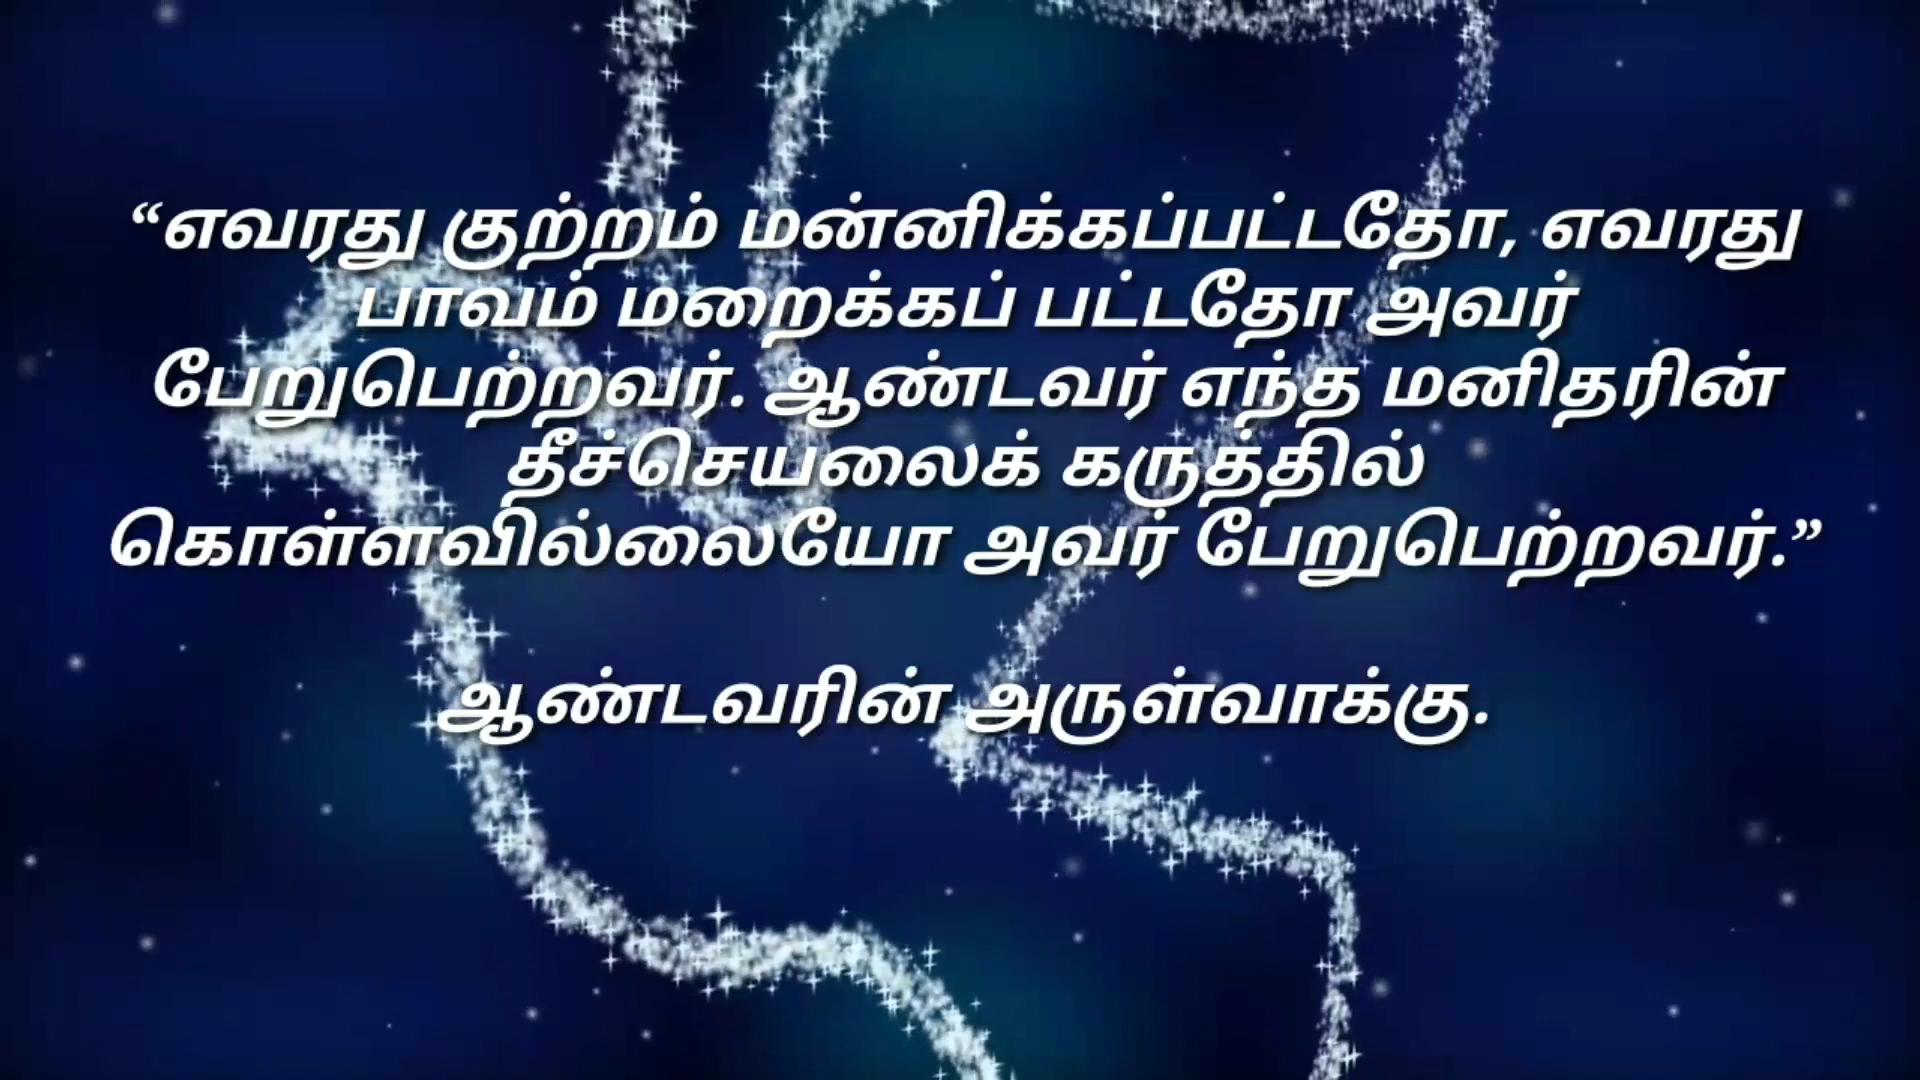 “எவரது குற்றம் மன்னிக்கப்பட்டதோ, எவரது
பாவம் மறைக்கப் பட்டதோ அவர்
பேறுபெற்றவர். ஆண்டவர் எந்த மனிதரின்
தீச்செயலைக் கருத்தில்
கொள்ளவில்லையோ அவர் பேறுபெற்றவர்.”
ஆண்டவரின் அருள்வாக்கு.